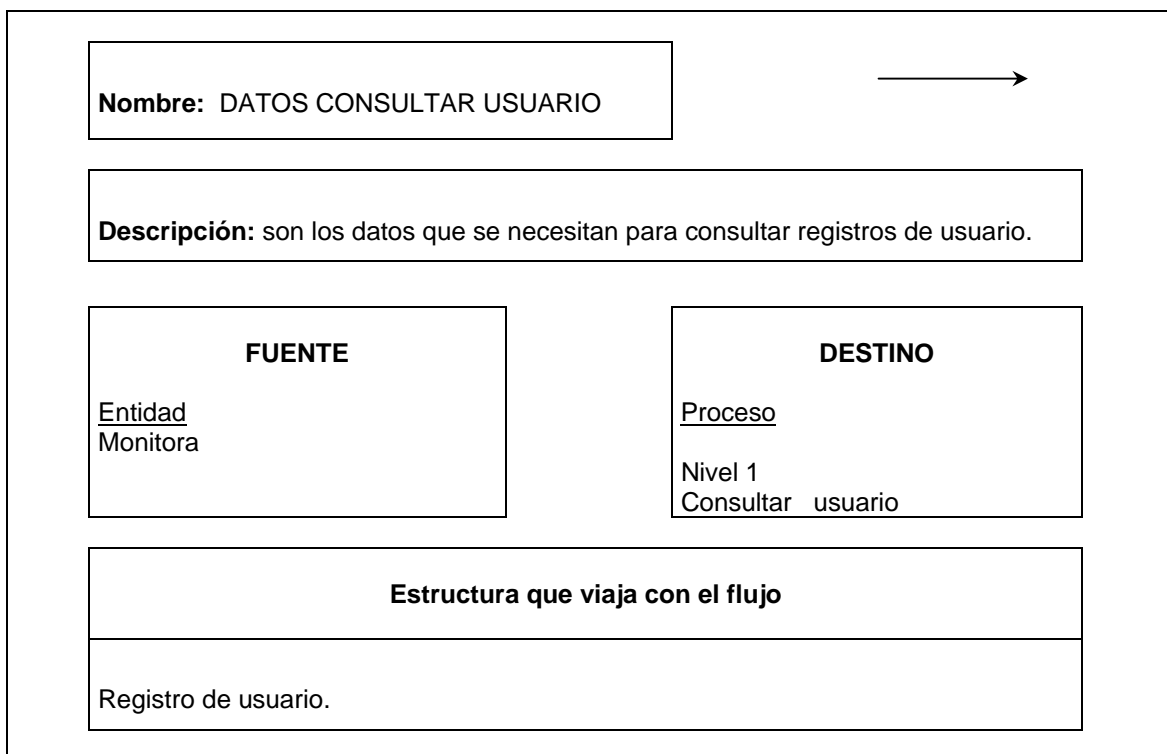 Nombre: DATOS CONSULTAR USUARIO
Descripción: son los datos que se necesitan para consultar registros de usuario.
FUENTE
Entidad
Monitora
DESTINO
Proceso
Nivel 1
Consultar usuario
Estructura que viaja con el flujo
Registro de usuario.